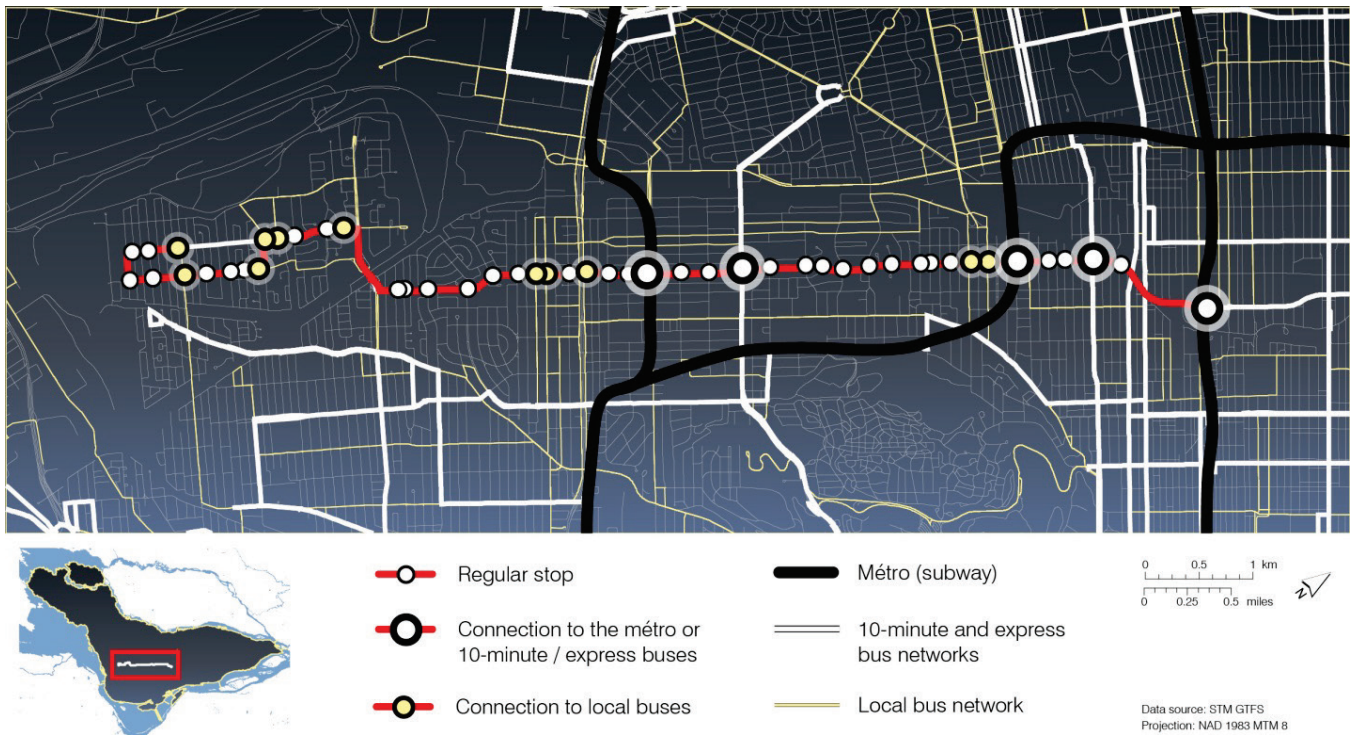 Regular stop
Connection to the métro or
10-minute / express buses
Connection to local buses
Métro (subway)
10-minute and express
bus networks
Local bus network
0 0.5 1 km
0 0.25 0.5 miles
N
Data source: STM GTFS
Projection: NAD 1983 MTM 8